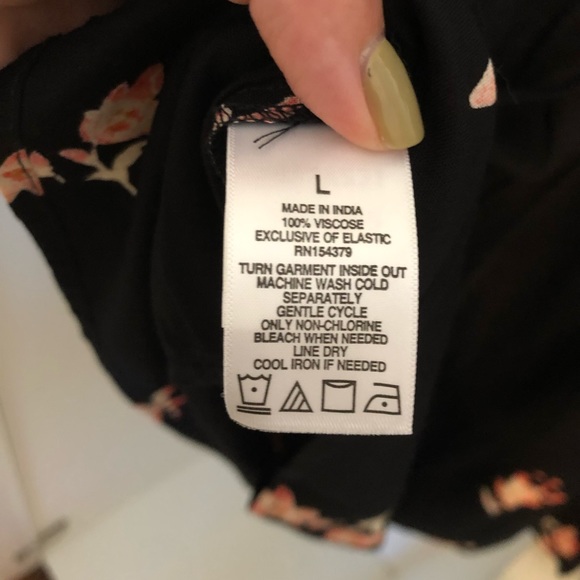 L
MADE IN INDIA
100% VISCOSE
EXCLUSIVE OF ELASTIC
RN154379
TURN GARMENT INSIDE OUT
MACHINE WASH COLD
SEPARATELY
GENTLE CYCLE
ONLY NON-CHLORINE
BLEACH WHEN NEEDED
LINE DRY
COOL IRON IF NEEDED